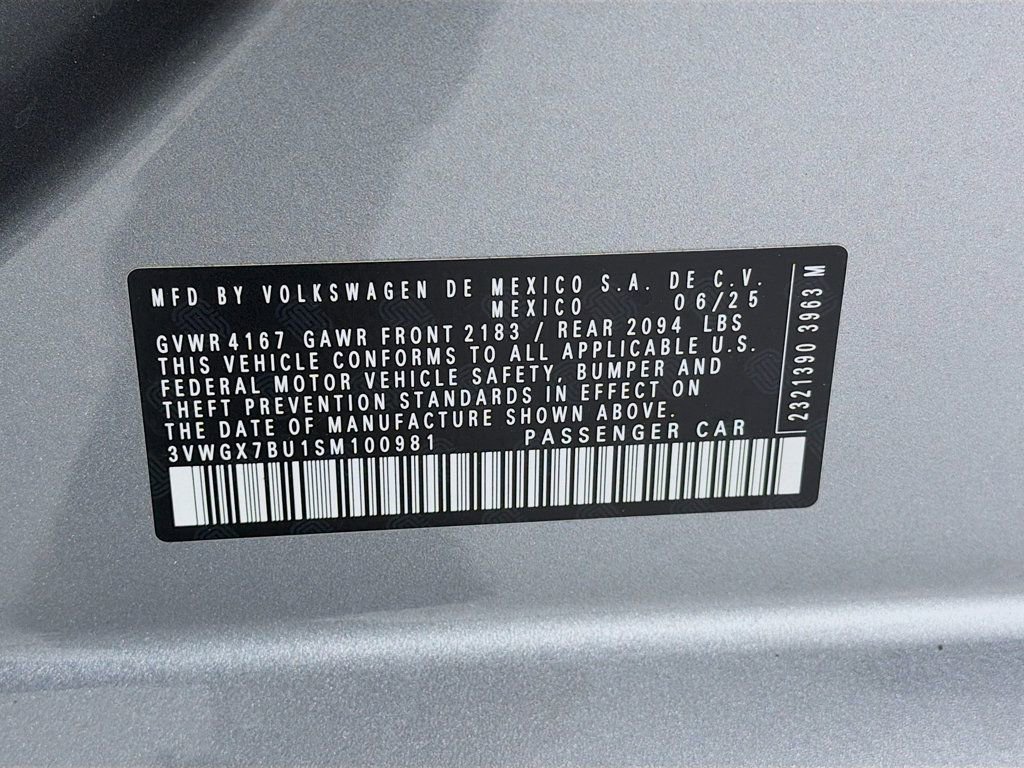 MFD BY VOLKSWAGEN DE MEXICO S.A. DE C.V.
MEXICO 06/25
GVWR 4167 GAWR FRONT 2183 / REAR 2094 LBS
THIS VEHICLE CONFORMS TO ALL APPLICABLE U.S.
FEDERAL MOTOR VEHICLE SAFETY, BUMPER AND
THEFT PREVENTION STANDARDS IN EFFECT ON
THE DATE OF MANUFACTURE SHOWN ABOVE.
3VWGX7BU1SM100981 PASSENGER CAR
2321390 3963 M